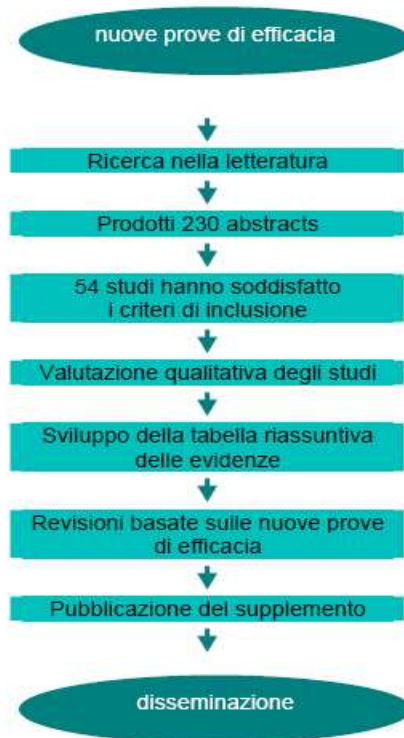 nuove prove di efficacia
Ricerca nella letteratura
Prodotti 230 abstracts
54 studi hanno soddisfatto
i criteri di inclusione
Valutazione qualitativa degli studi
Sviluppo della tabella riassuntiva
delle evidenze
Revisioni basate sulle nuove prove
di efficacia
Pubblicazione del supplemento
disseminazione